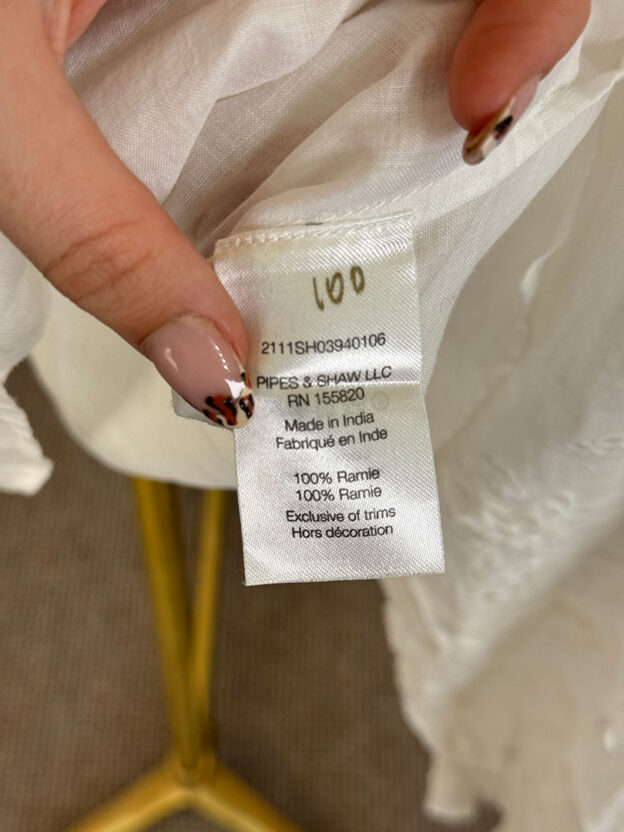 100
2111SH03940106
PIPES & SHAW LLC
RN 155820
Made in India
Fabriqué en Inde
100% Ramie
100% Ramie
Exclusive of trims
Hors décoration